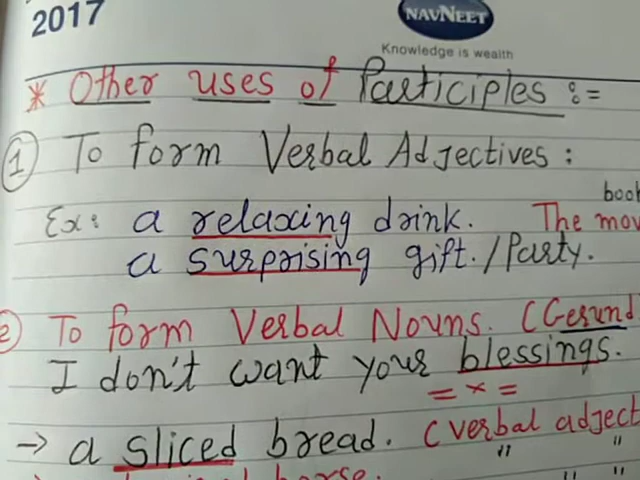 2017
NAVNEET
Knowledge is wealth
* Other uses of Participles :=
① To form Verbal Adjectives :
book
Ex: a relaxing drink. The mov
a surprising gift. / Party.
② To form Verbal Nouns. (Gerund)
I don't want your blessings.
= × =
→ a sliced bread. (verbal adject
" "
horse.
" "